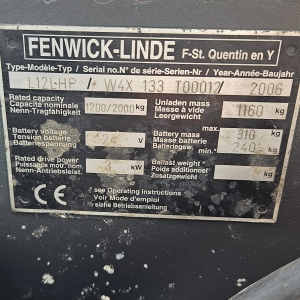 FENWICK-LINDE F-St. Quentin en Y
Type-Modèle-Typ / Serial no.N° de série-Serien-Nr / Year-Année-Baujahr
L12L-HP / W4X 133 T00017 / 2006
Rated capacity
Capacité nominale 1200/2000 kg
Nenn-Tragfähigkeit
Unladen mass
Masse à vide 1160 kg
Leergewicht
Battery voltage
Tension batterie 24 V
Batteriespannung
max. Battery mass 310 kg
Masse batterie
min.* Batteriegew. 240 kg
Rated drive power
Puissance mot. nom. kW
Nenn-Antriebsleist.
Ballast weight *
Poids additionnel kg
Zusatzgewicht
see Operating instructions
Voir Mode d'emploi
siehe Betriebsanleitung